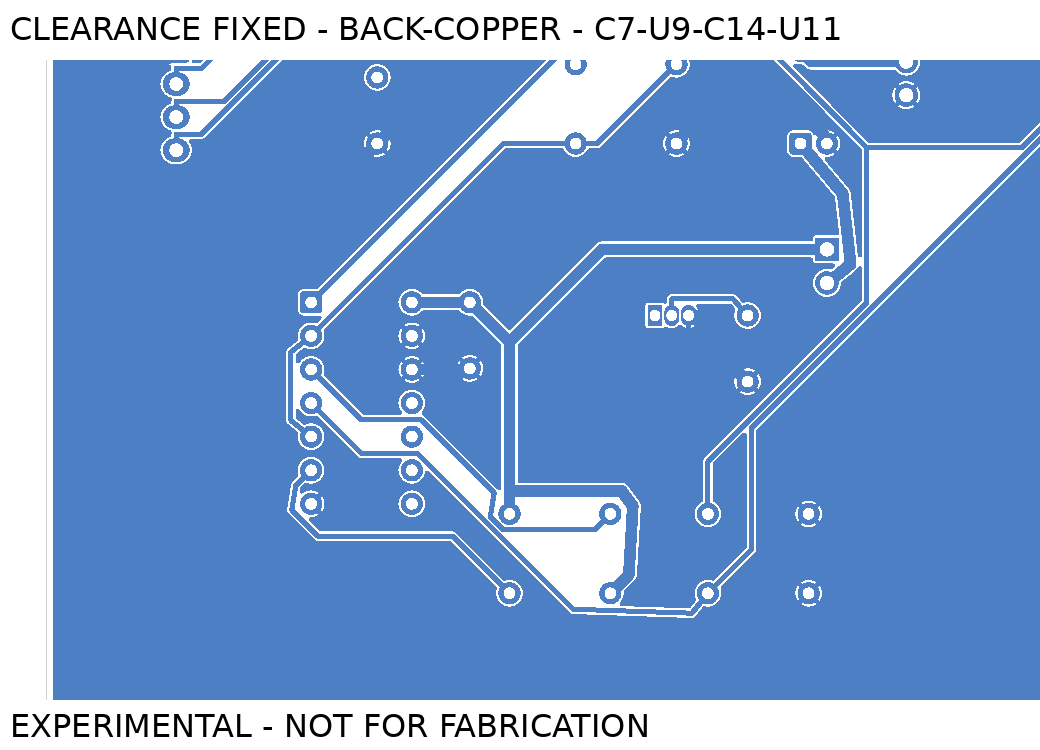 CLEARANCE FIXED - BACK-COPPER - C7-U9-C14-U11
EXPERIMENTAL - NOT FOR FABRICATION